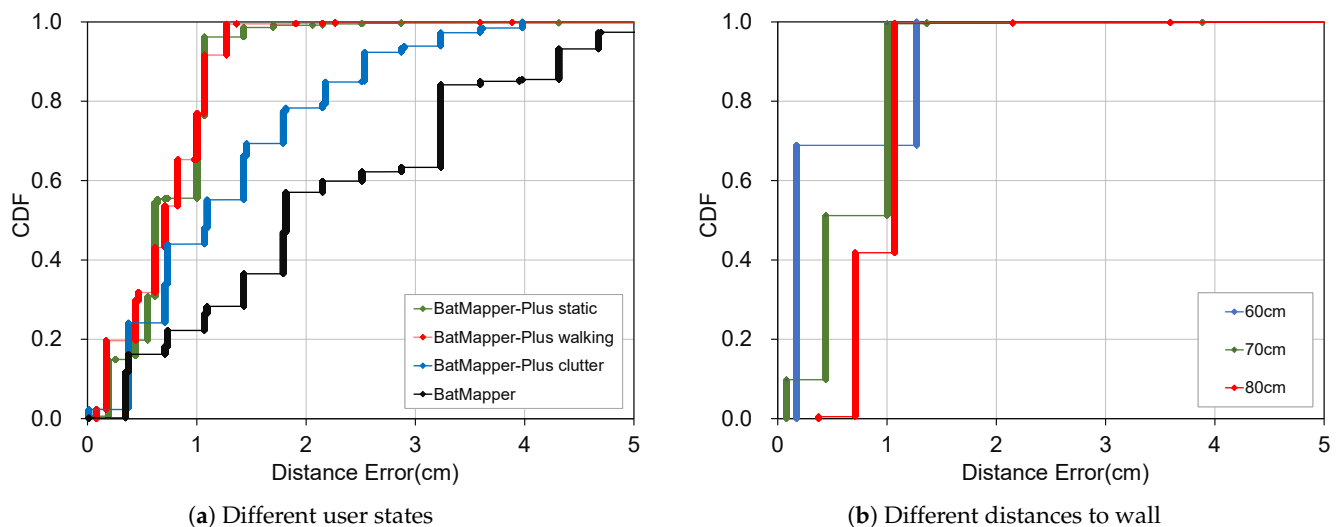 1.0
0.8
0.6
0.4
0.2
0.0
CDF
0
1
2
3
4
5
Distance Error(cm)
BatMapper-Plus static
BatMapper-Plus walking
BatMapper-Plus clutter
BatMapper
(a) Different user states
1.0
0.8
0.6
0.4
0.2
0.0
CDF
0
1
2
3
4
5
Distance Error(cm)
60cm
70cm
80cm
(b) Different distances to wall